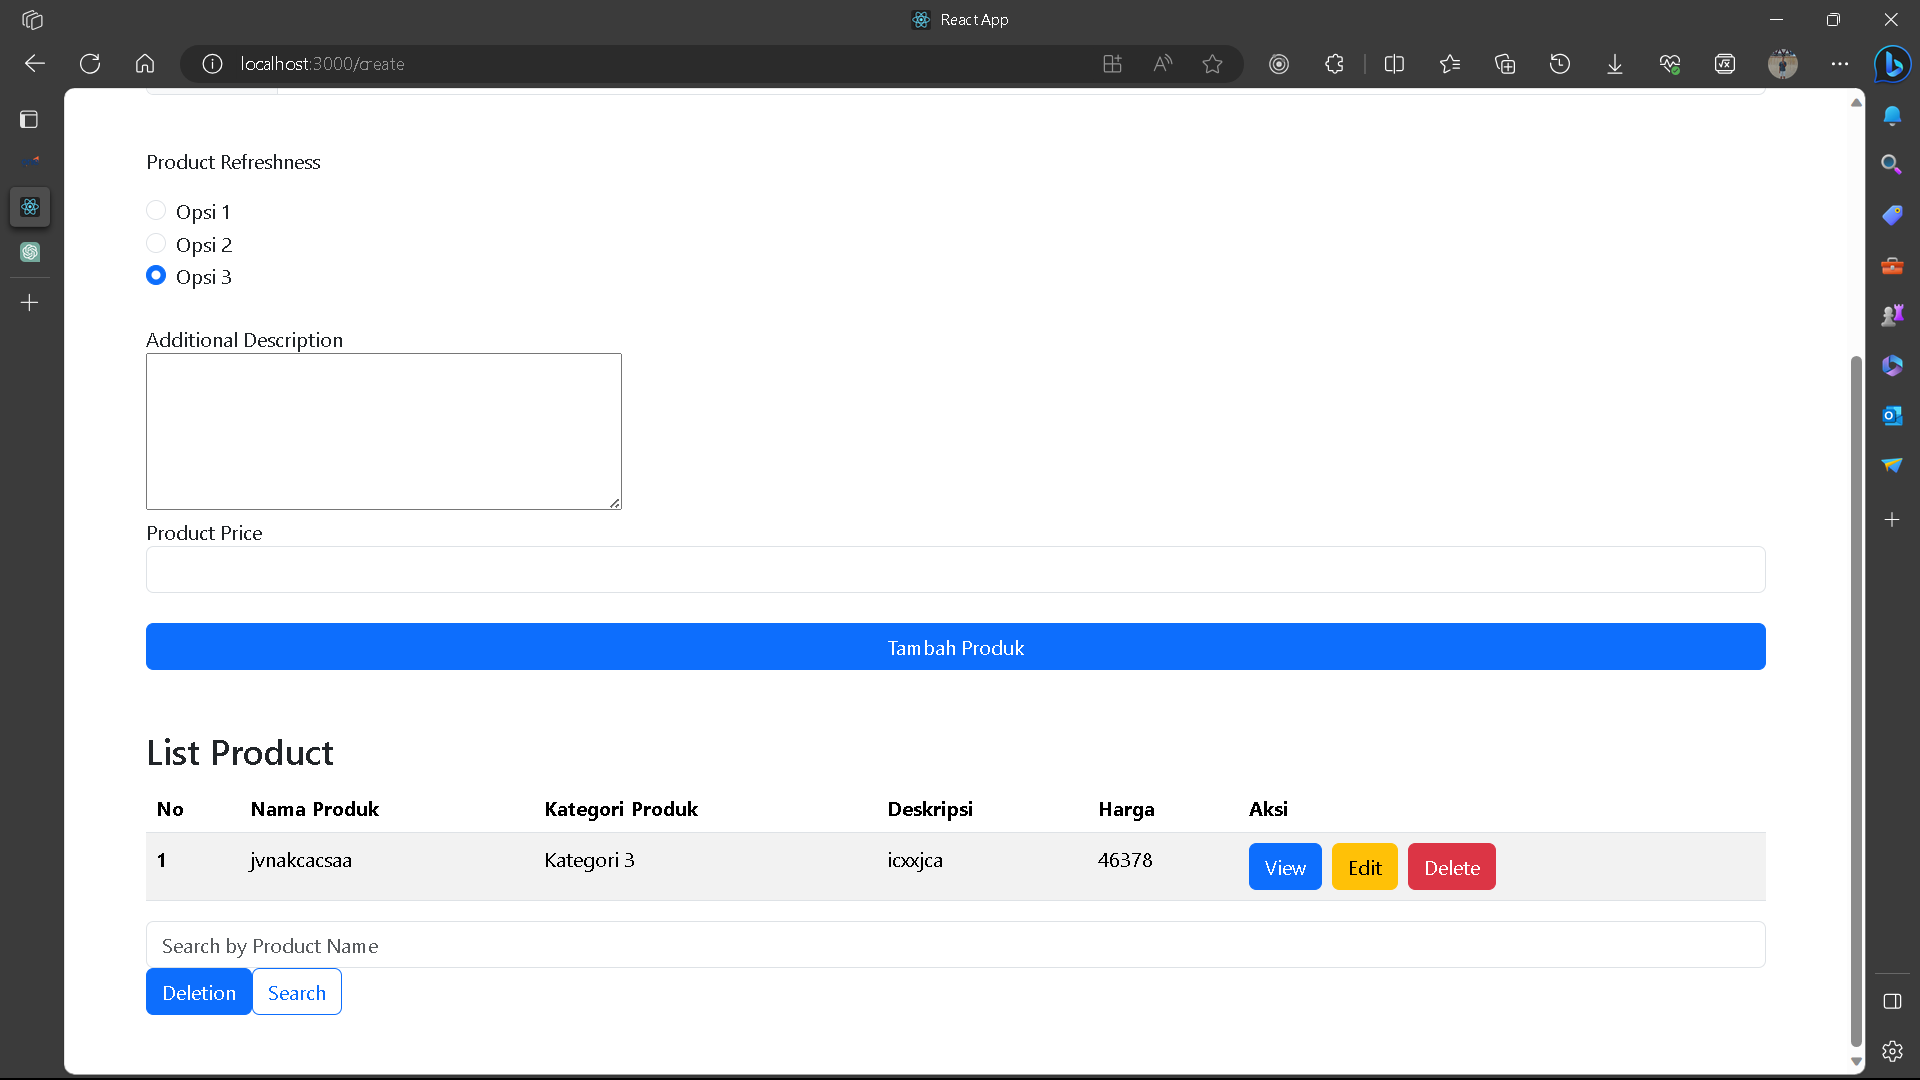 React App
localhost:3000/create
Product Refreshness
Opsi 1
Opsi 2
Opsi 3
Additional Description
Product Price
Tambah Produk
List Product
No Nama Produk Kategori Produk Deskripsi Harga Aksi
1 jvnakcacsaa Kategori 3 icxxjca 46378 View Edit Delete
Search by Product Name
Deletion Search